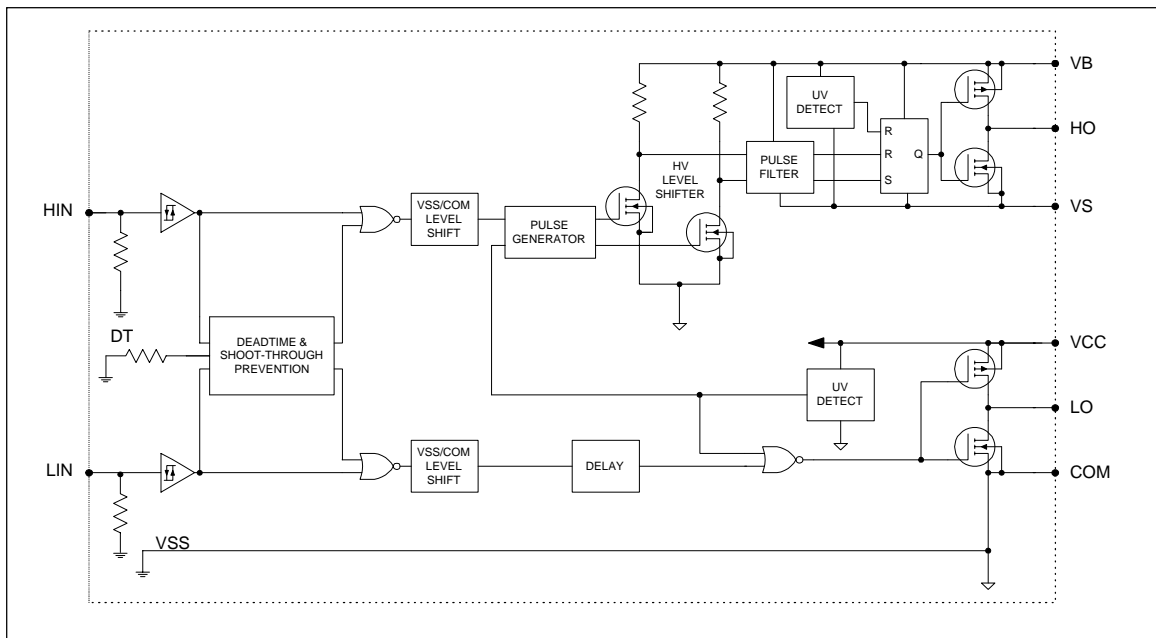 VB
UV
DETECT
HO
R
R
Q
S
PULSE
FILTER
HV
LEVEL
SHIFTER
VS
HIN
VSS/COM
LEVEL
SHIFT
PULSE
GENERATOR
DT
DEADTIME &
SHOOT-THROUGH
PREVENTION
VCC
UV
DETECT
LO
LIN
VSS/COM
LEVEL
SHIFT
DELAY
COM
VSS